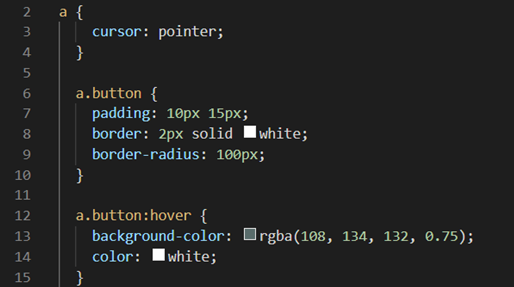 2 a {
3 cursor: pointer;
4 }
5
6 a.button {
7 padding: 10px 15px;
8 border: 2px solid white;
9 border-radius: 100px;
10 }
11
12 a.button:hover {
13 background-color: rgba(108, 134, 132, 0.75);
14 color: white;
15 }